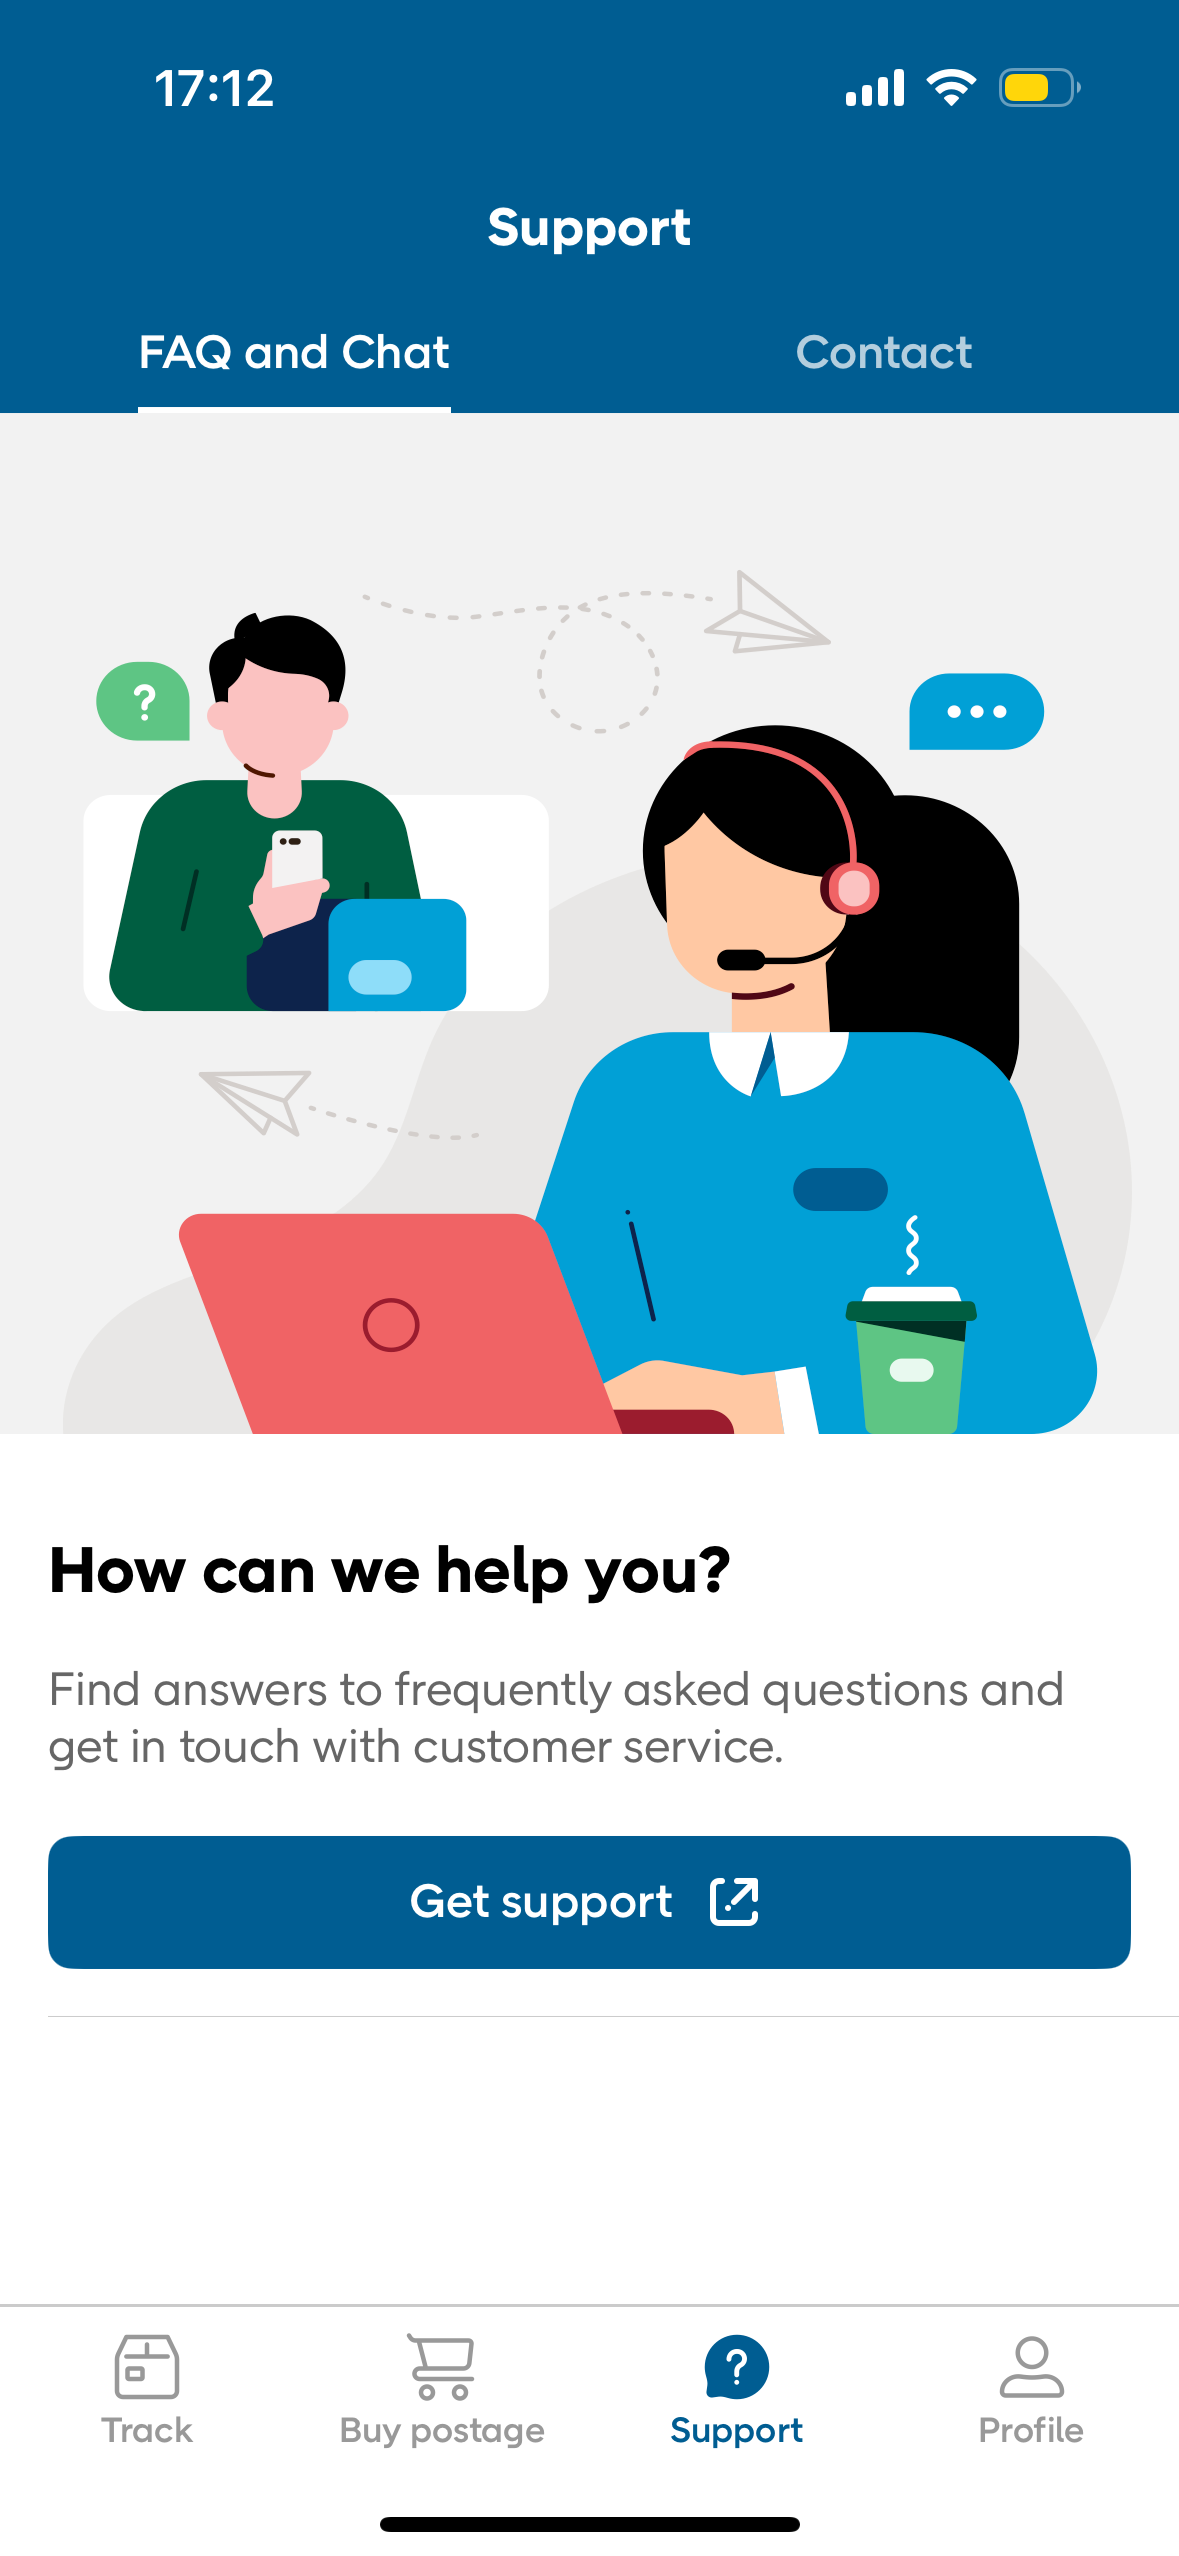 17:12
Support
FAQ and Chat
Contact
?
How can we help you?
Find answers to frequently asked questions and
get in touch with customer service.
Get support
?
Track
Buy postage
Support
Profile